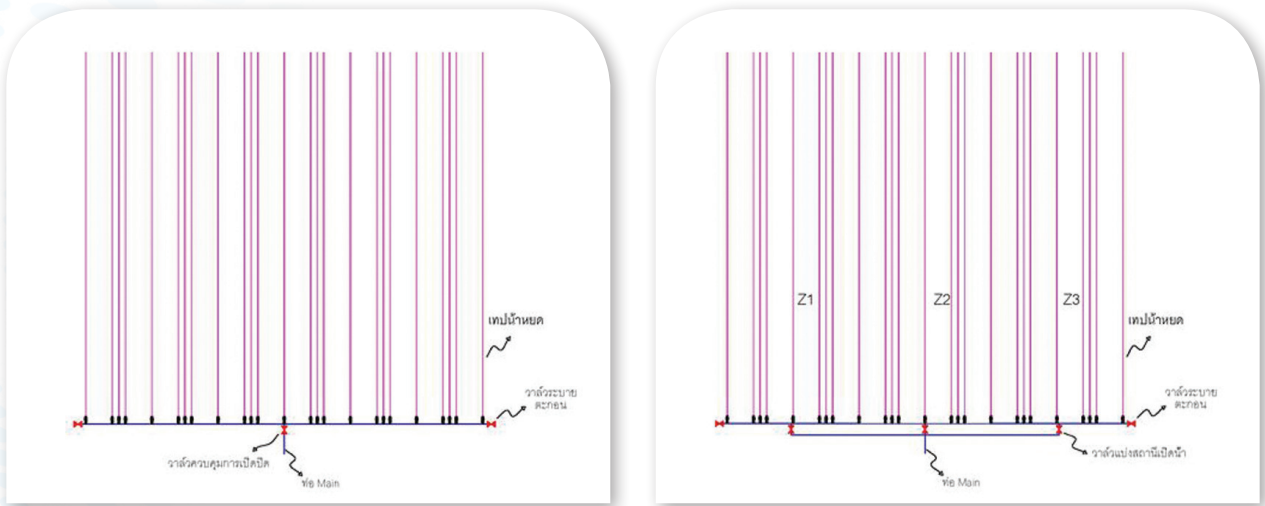 เทปน้ำหยด
วาล์วระบาย
ตะกอน
วาล์วควบคุมการเปิดปิด
ท่อ Main
Z1
Z2
Z3
เทปน้ำหยด
วาล์วระบาย
ตะกอน
วาล์วแบ่งสถานีเปิดน้ำ
ท่อ Main